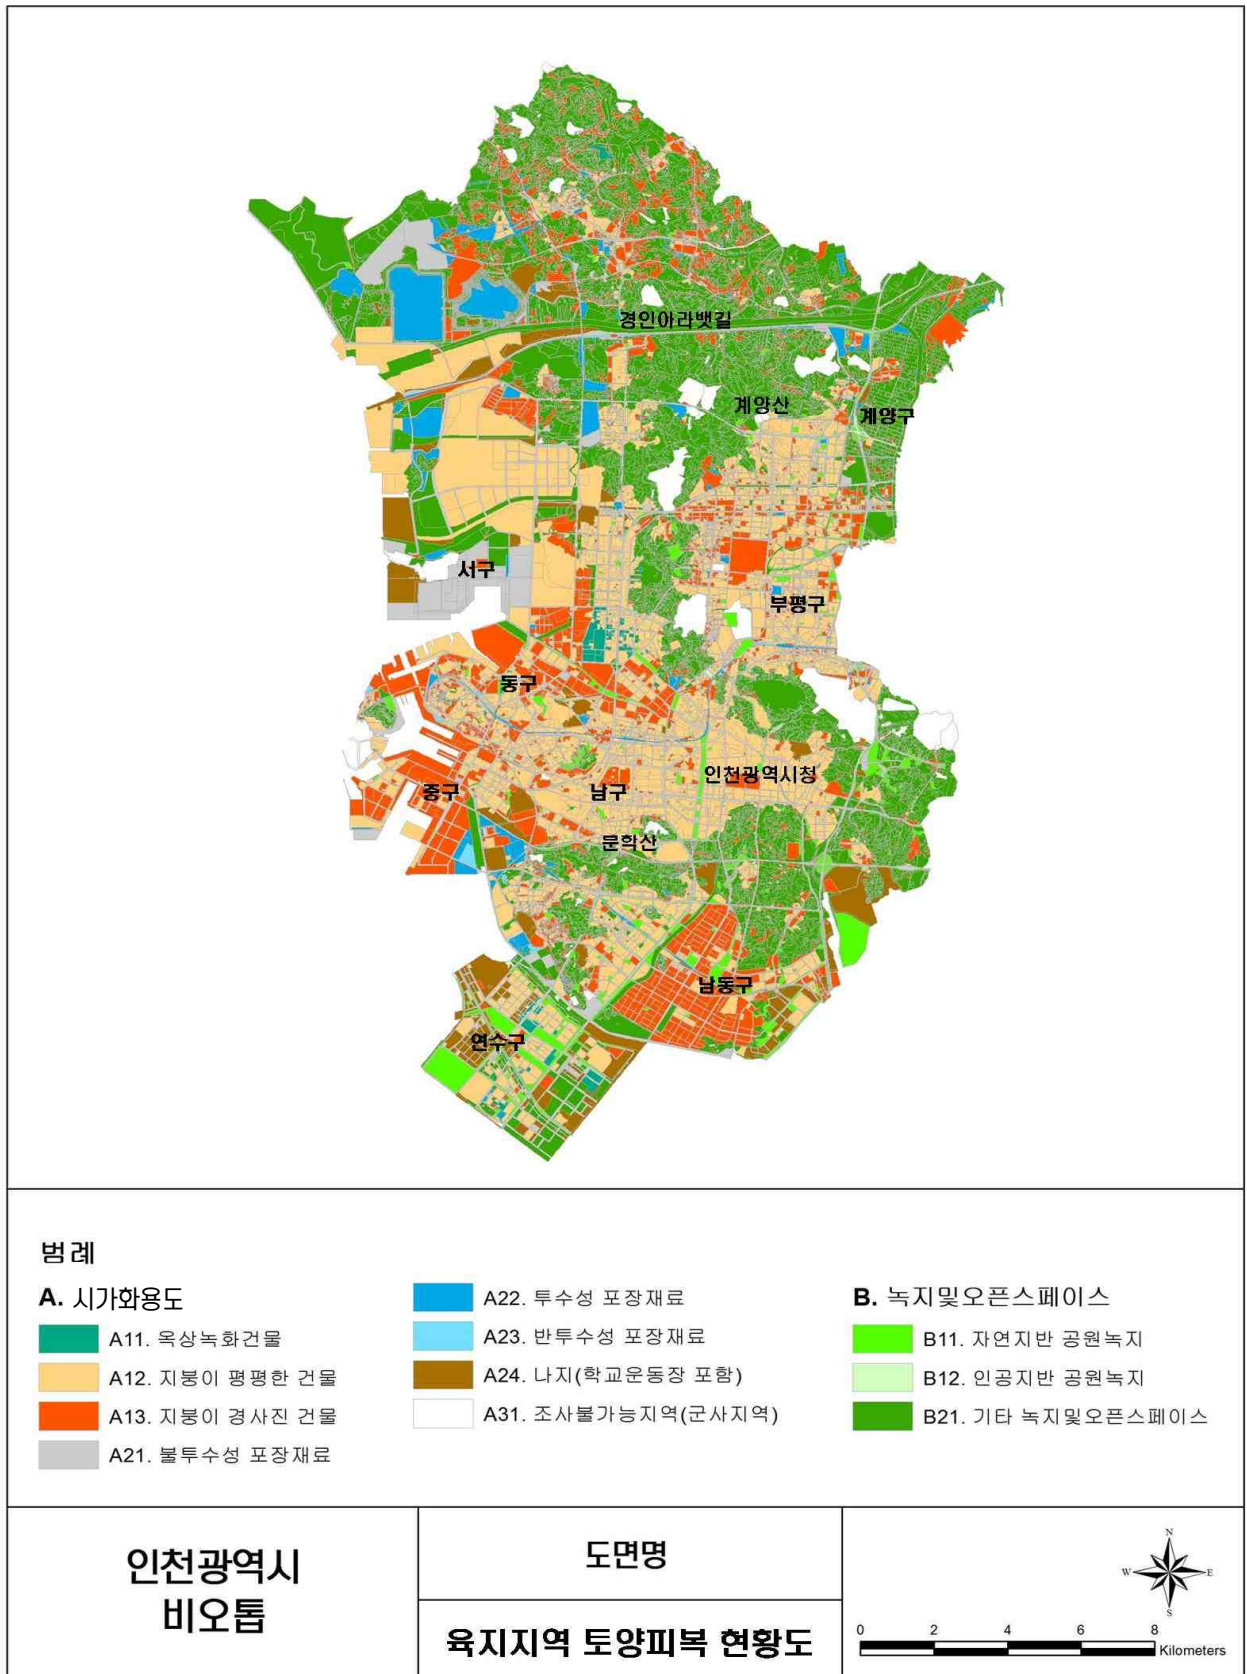 경인아라뱃길
계양산
계양구
서구
부평구
동구
인천광역시청
중구
남구
문학산
남동구
연수구
범례
A. 시가화용도
A11. 옥상녹화건물
A12. 지붕이 평평한 건물
A13. 지붕이 경사진 건물
A21. 불투수성 포장재료
A22. 투수성 포장재료
A23. 반투수성 포장재료
A24. 나지(학교운동장 포함)
A31. 조사불가능지역(군사지역)
B. 녹지및오픈스페이스
B11. 자연지반 공원녹지
B12. 인공지반 공원녹지
B21. 기타 녹지및오픈스페이스
인천광역시
비오톱
도면명
육지지역 토양피복 현황도
N
W E
S
0 2 4 6 8
Kilometers